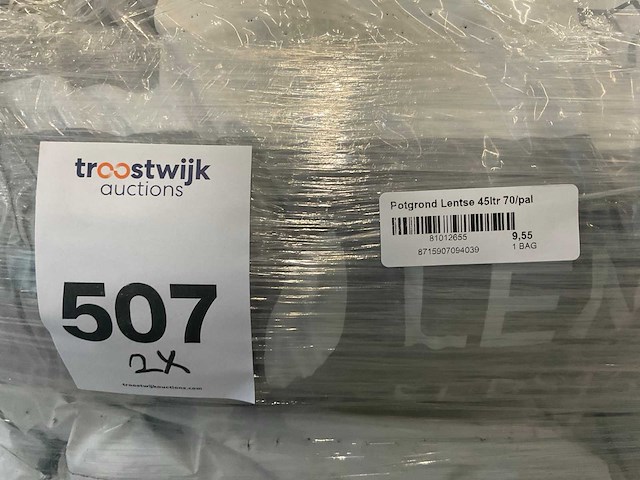 troostwijk
auctions
507
2X
troostwijkauctions.com
Potgrond Lentse 45ltr 70/pal
81012655
9,55
8715907094039
1 BAG
LEN